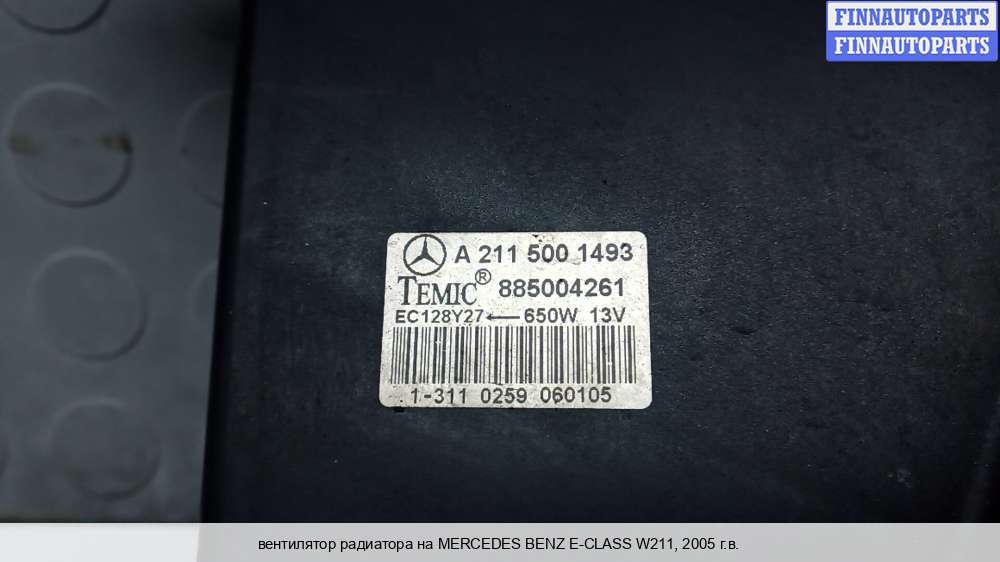 FINNAUTOPARTS
FINNAUTOPARTS
A 211 500 1493
TEMIC® 885004261
EC128Y27 ← 650W 13V
1-311 0259 060105
вентилятор радиатора на MERCEDES BENZ E-CLASS W211, 2005 г.в.